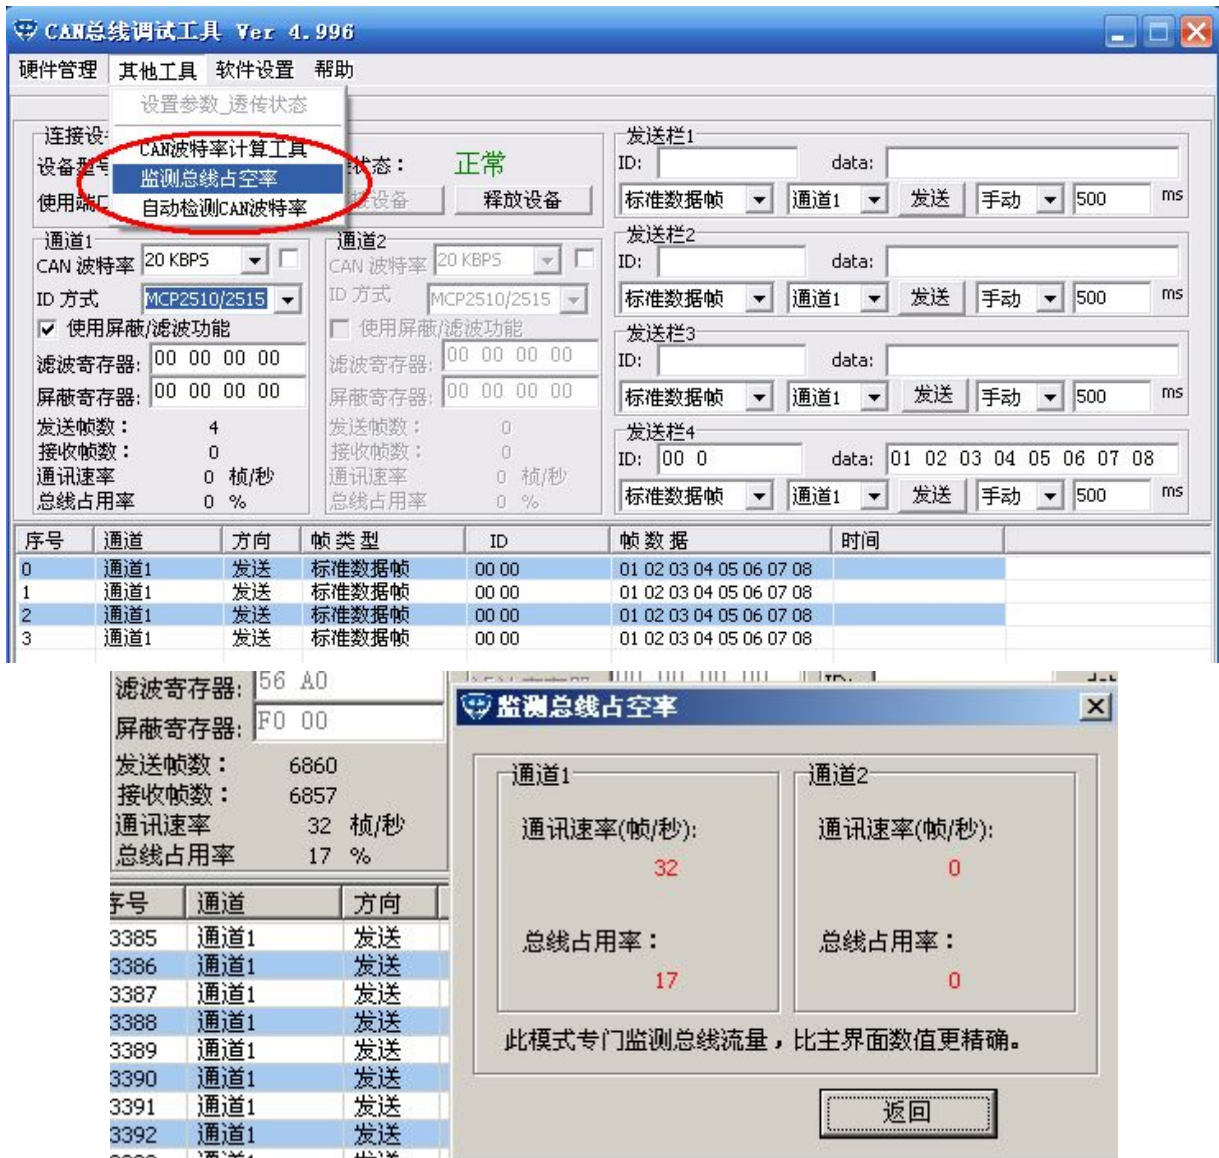 CAN总线调试工具 Ver 4.996
硬件管理 其他工具 软件设置 帮助
设置参数_透传状态
CAN波特率计算工具
监测总线占空率
自动检测CAN波特率
连接设
设备型号 状态： 正常
使用端口 设备 释放设备
通道1
CAN 波特率 20 KBPS
ID 方式 MCP2510/2515
使用屏蔽/滤波功能
滤波寄存器: 00 00 00 00
屏蔽寄存器: 00 00 00 00
发送帧数： 4
接收帧数： 0
通讯速率 0 桢/秒
总线占用率 0 %
通道2
CAN 波特率 20 KBPS
ID 方式 MCP2510/2515
使用屏蔽/滤波功能
滤波寄存器: 00 00 00 00
屏蔽寄存器: 00 00 00 00
发送帧数： 0
接收帧数： 0
通讯速率 0 桢/秒
总线占用率 0 %
发送栏1
ID: data:
标准数据帧 通道1 发送 手动 500 ms
发送栏2
ID: data:
标准数据帧 通道1 发送 手动 500 ms
发送栏3
ID: data:
标准数据帧 通道1 发送 手动 500 ms
发送栏4
ID: 00 0 data: 01 02 03 04 05 06 07 08
标准数据帧 通道1 发送 手动 500 ms
序号 通道 方向 帧类型 ID 帧数据 时间
0 通道1 发送 标准数据帧 00 00 01 02 03 04 05 06 07 08
1 通道1 发送 标准数据帧 00 00 01 02 03 04 05 06 07 08
2 通道1 发送 标准数据帧 00 00 01 02 03 04 05 06 07 08
3 通道1 发送 标准数据帧 00 00 01 02 03 04 05 06 07 08
滤波寄存器: 56 A0
屏蔽寄存器: F0 00
发送帧数： 6860
接收帧数： 6857
通讯速率 32 桢/秒
总线占用率 17 %
序号 通道 方向
3385 通道1 发送
3386 通道1 发送
3387 通道1 发送
3388 通道1 发送
3389 通道1 发送
3390 通道1 发送
3391 通道1 发送
3392 通道1 发送
监测总线占空率
通道1
通讯速率(帧/秒):
32
总线占用率：
17
通道2
通讯速率(帧/秒):
0
总线占用率：
0
此模式专门监测总线流量，比主界面数值更精确。
返回